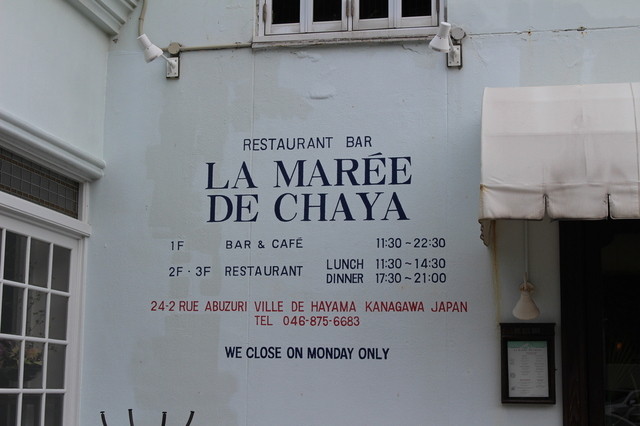 RESTAURANT BAR
LA MARÉE
DE CHAYA
1F BAR & CAFÉ 11:30~22:30
2F·3F RESTAURANT LUNCH 11:30~14:30
DINNER 17:30~21:00
24-2 RUE ABUZURI VILLE DE HAYAMA KANAGAWA JAPAN
TEL 046-875-6683
WE CLOSE ON MONDAY ONLY